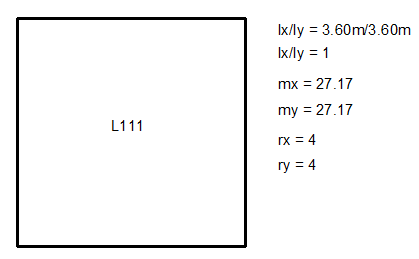 lx/ly = 3.60m/3.60m
lx/ly = 1
mx = 27.17
my = 27.17
L111
rx = 4
ry = 4